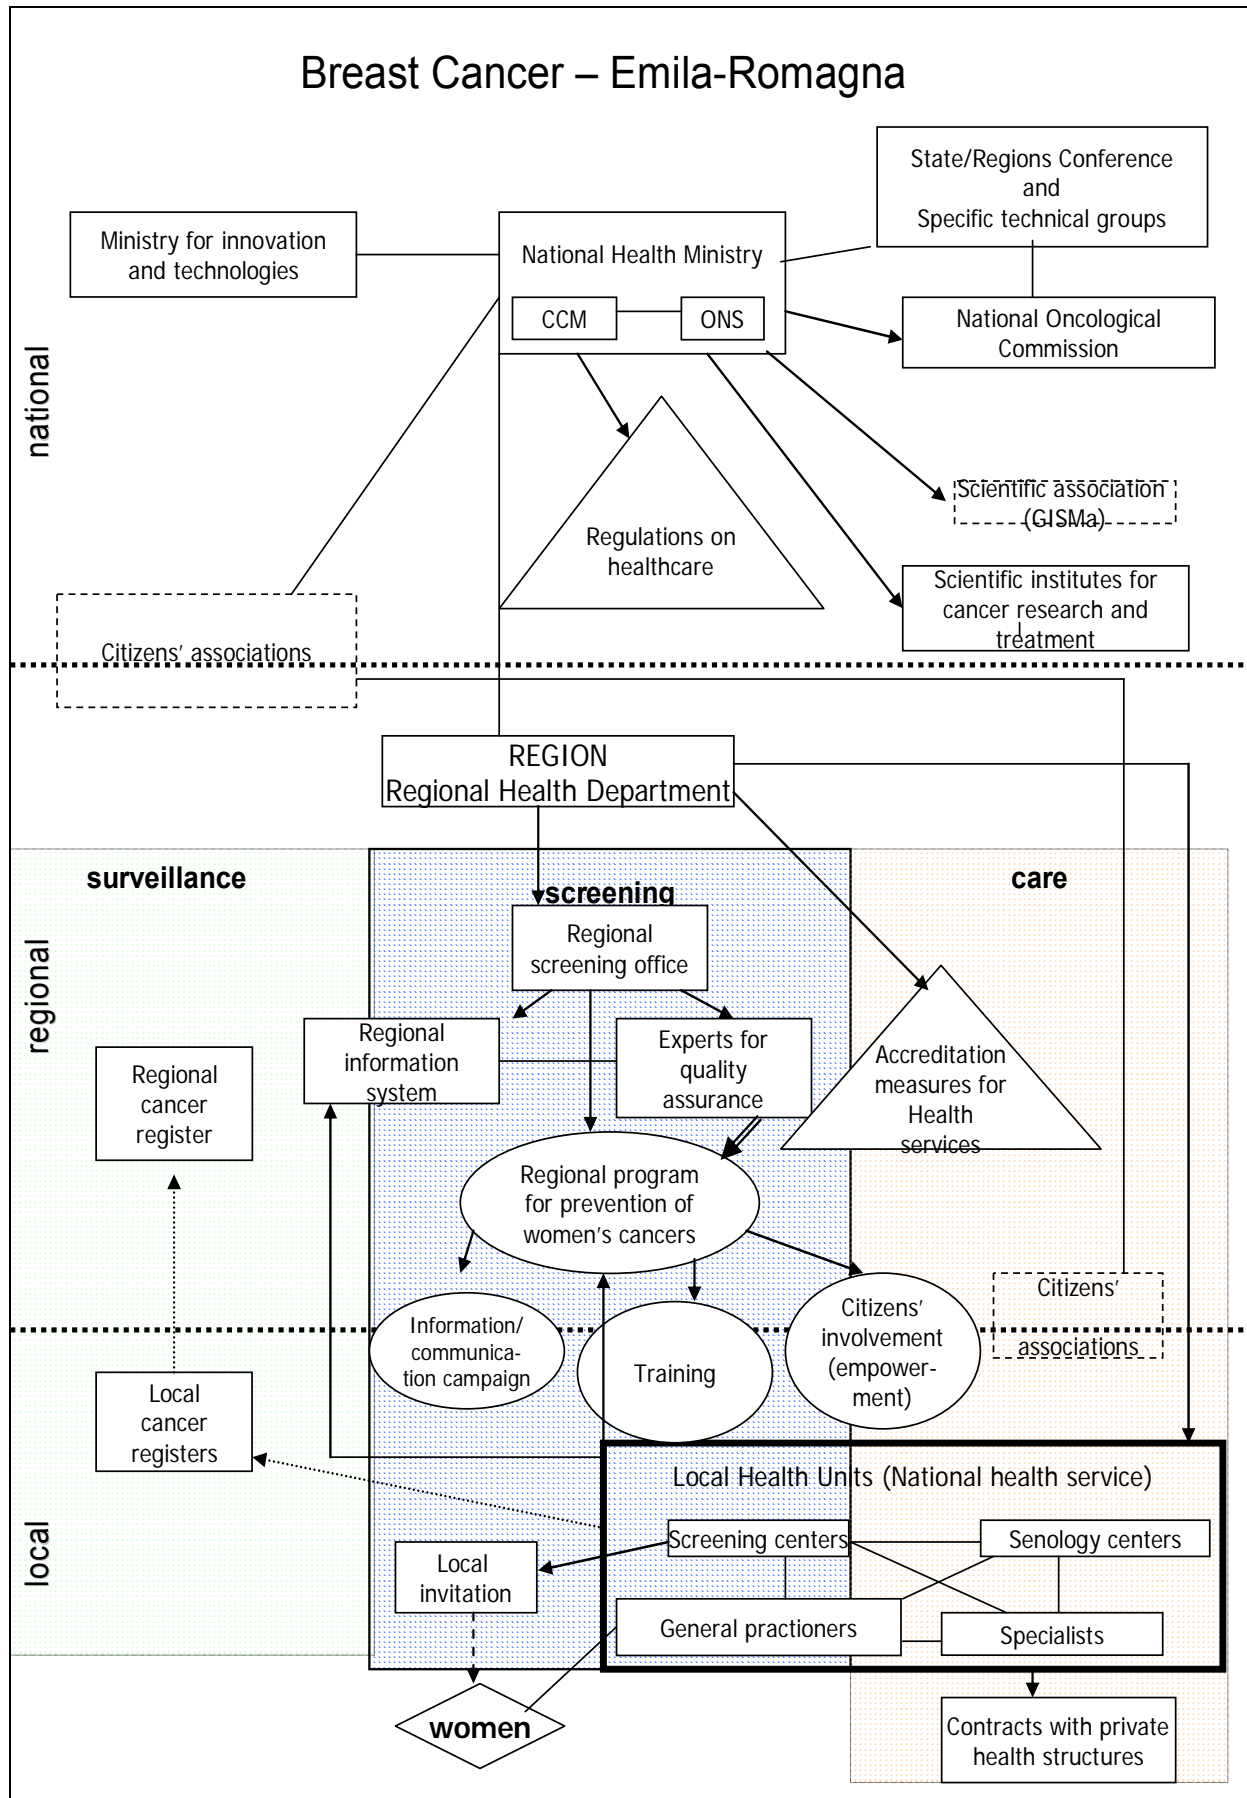 Breast Cancer – Emila-Romagna
State/Regions Conference
and
Specific technical groups
Ministry for innovation
and technologies
National Health Ministry
CCM
ONS
National Oncological
Commission
national
Scientific association
(GISMa)
Regulations on
healthcare
Scientific institutes for
cancer research and
treatment
Citizens' associations
REGION
Regional Health Department
surveillance
screening
care
regional
Regional
screening office
Regional
information
system
Experts for
quality
assurance
Accreditation
measures for
Health
services
Regional
cancer
register
Regional program
for prevention of
women's cancers
Information/
communica-
tion campaign
Training
Citizens'
involvement
(empower-
ment)
Citizens'
associations
local
Local
cancer
registers
Local Health Units (National health service)
Screening centers
Senology centers
Local
invitation
General practioners
Specialists
women
Contracts with private
health structures